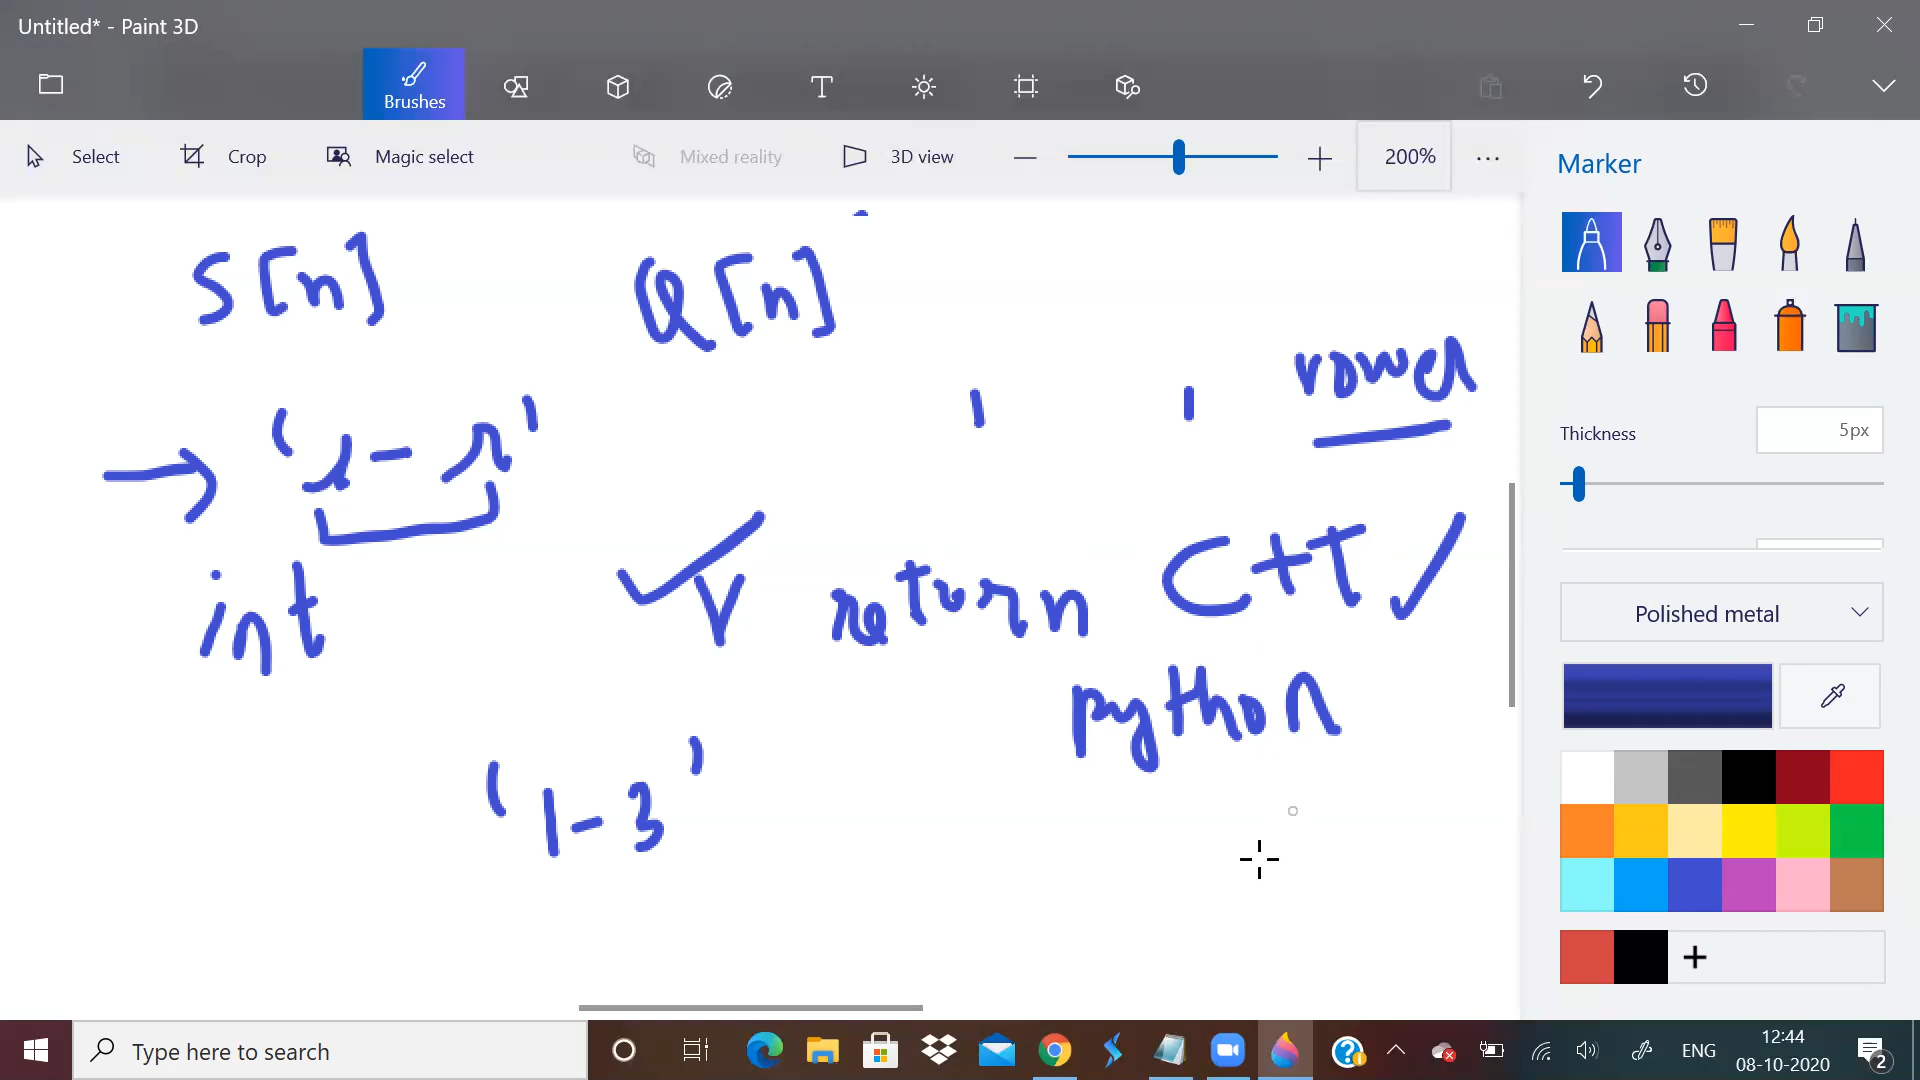 Untitled* - Paint 3D
Brushes
Select Crop Magic select Mixed reality 3D view 200%
Marker
S[n] Q[n]
vowel
Thickness 5px
'l-r' ' '
int V return C++
python
Polished metal
'1-3'
Type here to search
ENG
12:44
08-10-2020
2